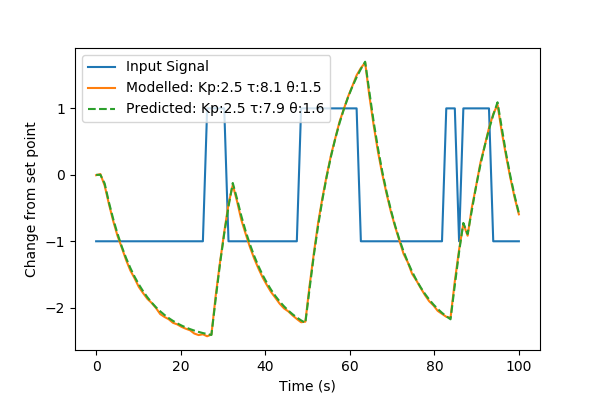 Input Signal
Modelled: Kp:2.5 τ:8.1 θ:1.5
Predicted: Kp:2.5 τ:7.9 θ:1.6
1
0
−1
−2
Change from set point
0 20 40 60 80 100
Time (s)